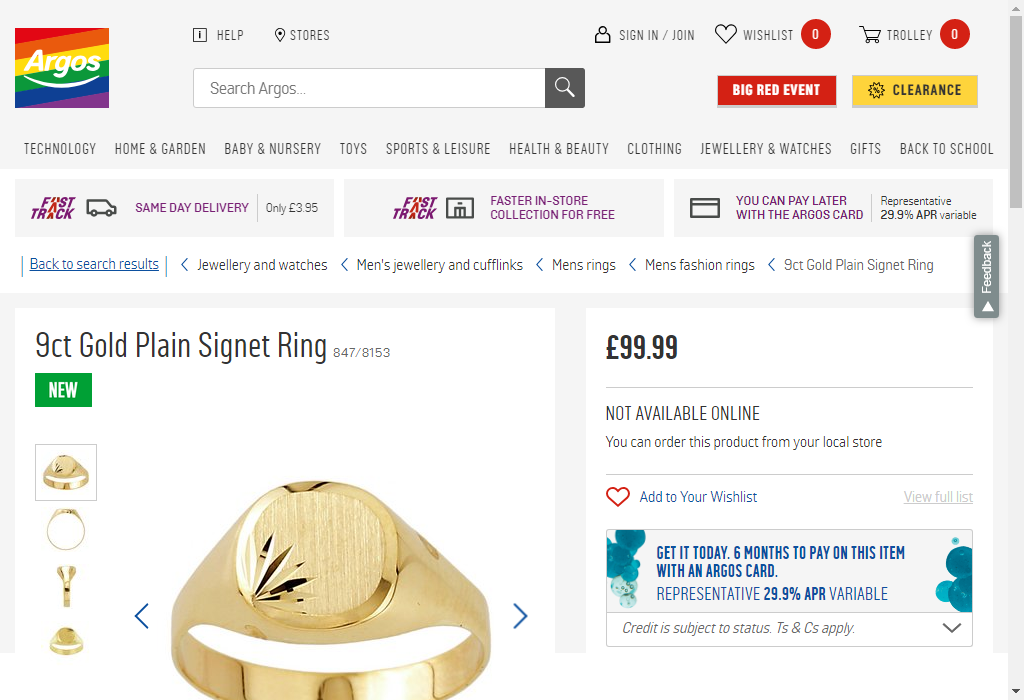 Argos
HELP
STORES
SIGN IN / JOIN
WISHLIST
0
TROLLEY
0
Search Argos...
BIG RED EVENT
CLEARANCE
TECHNOLOGY
HOME & GARDEN
BABY & NURSERY
TOYS
SPORTS & LEISURE
HEALTH & BEAUTY
CLOTHING
JEWELLERY & WATCHES
GIFTS
BACK TO SCHOOL
FAST TRACK
SAME DAY DELIVERY
Only £3.95
FAST TRACK
FASTER IN-STORE
COLLECTION FOR FREE
YOU CAN PAY LATER
WITH THE ARGOS CARD
Representative
29.9% APR variable
Feedback
Back to search results
Jewellery and watches
Men's jewellery and cufflinks
Mens rings
Mens fashion rings
9ct Gold Plain Signet Ring
9ct Gold Plain Signet Ring 847/8153
NEW
£99.99
NOT AVAILABLE ONLINE
You can order this product from your local store
Add to Your Wishlist
View full list
GET IT TODAY. 6 MONTHS TO PAY ON THIS ITEM
WITH AN ARGOS CARD.
REPRESENTATIVE 29.9% APR VARIABLE
Credit is subject to status. Ts & Cs apply.